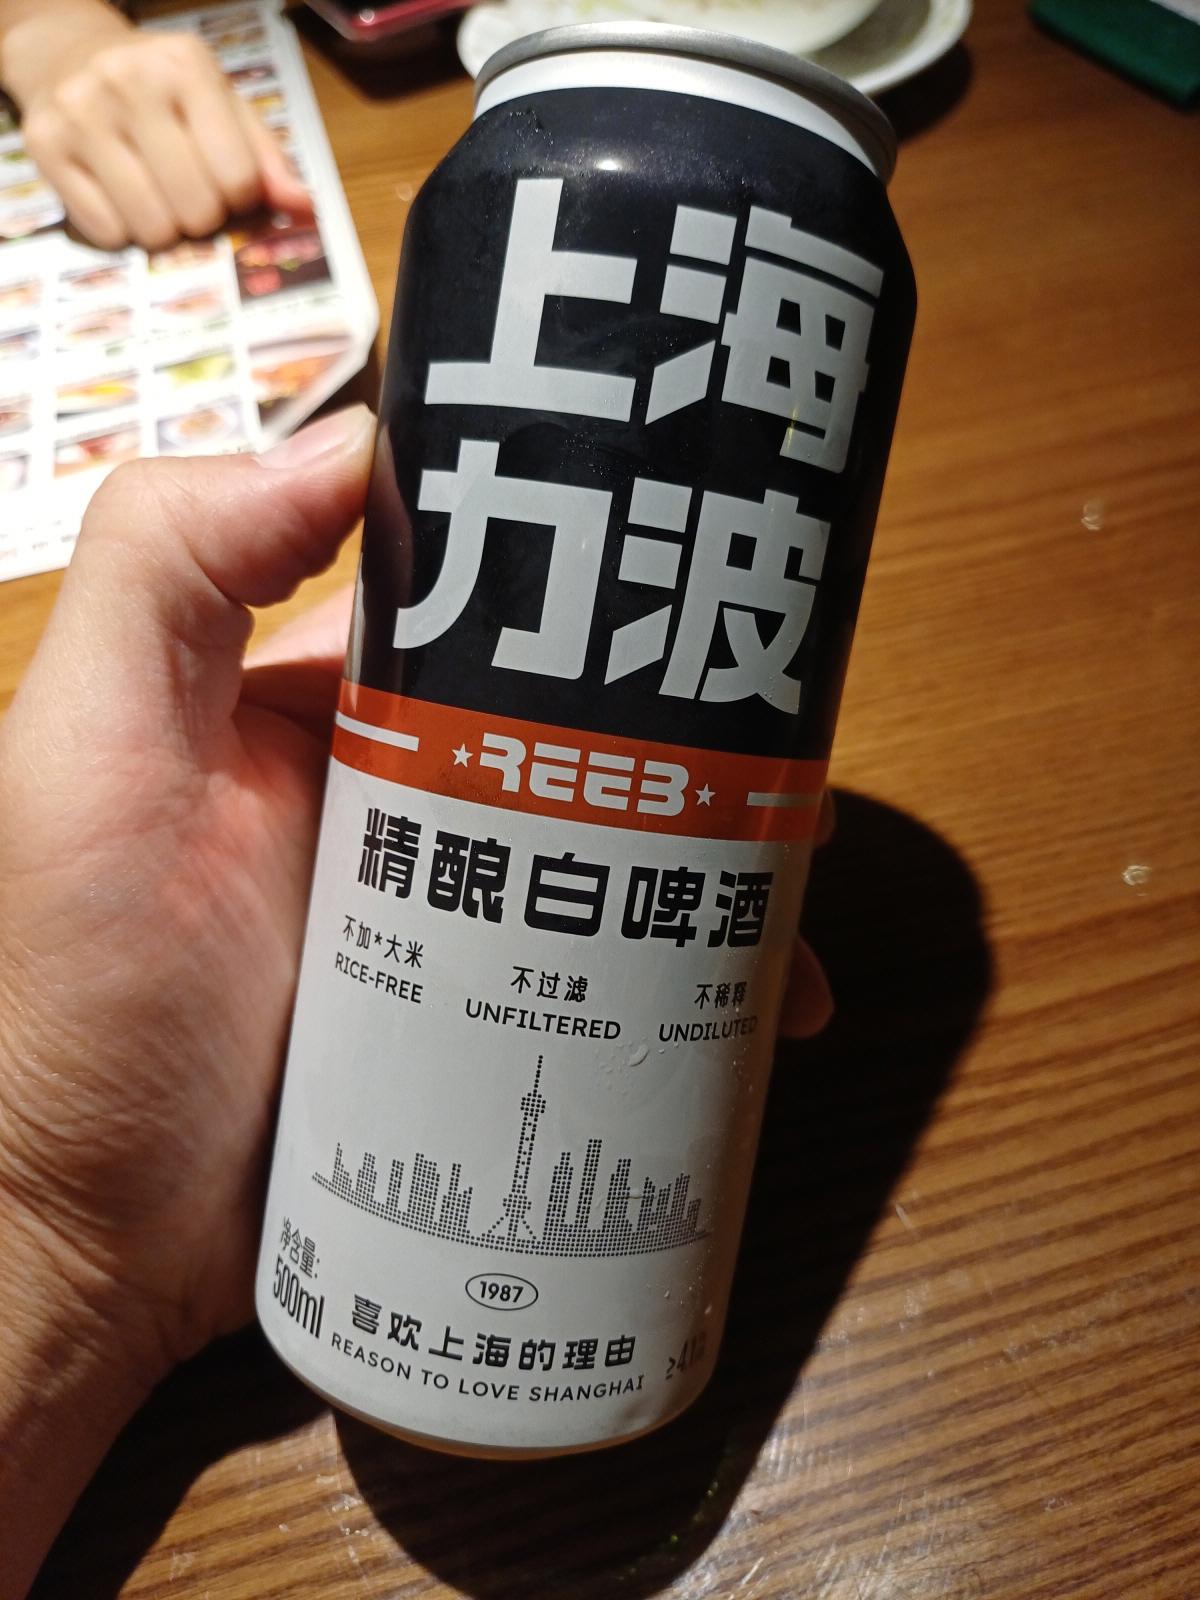 上海
力波
REEB
精酿白啤酒
不加*大米
RICE-FREE
不过滤
UNFILTERED
不稀释
UNDILUTED
净含量:
500ml
1987
喜欢上海的理由
REASON TO LOVE SHANGHAI